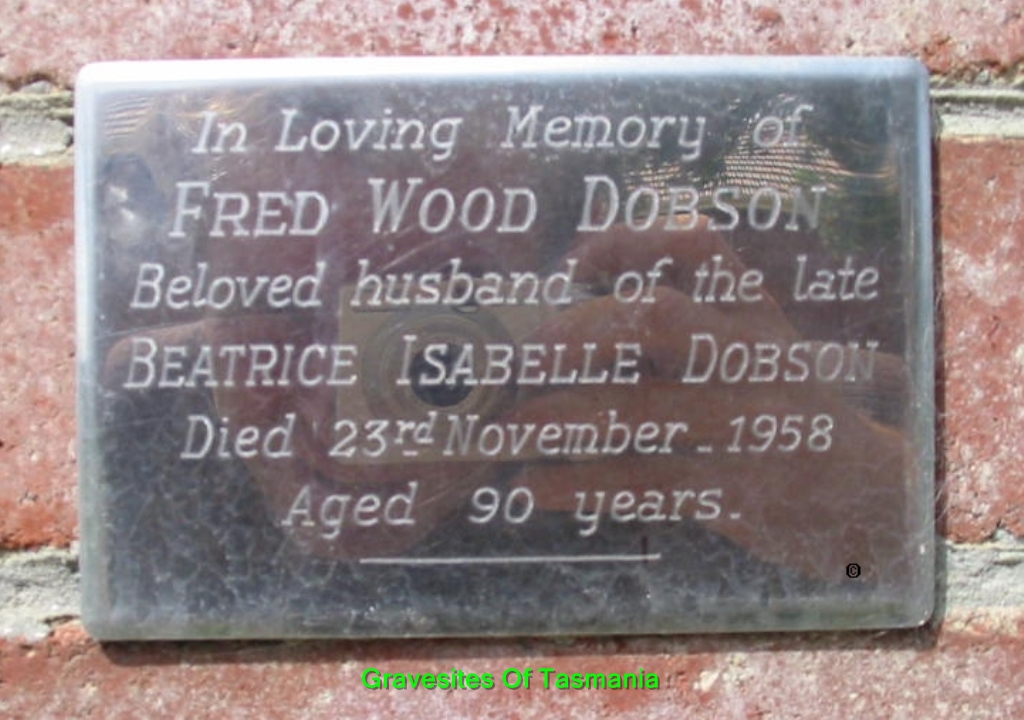 In Loving Memory of
FRED WOOD DOBSON
Beloved husband of the late
BEATRICE ISABELLE DOBSON
Died 23rd November - 1958
Aged 90 years.
©
Gravesites Of Tasmania